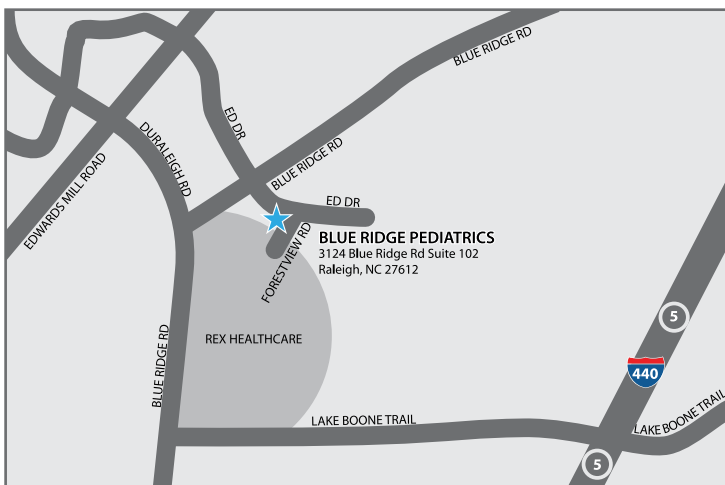 BLUE RIDGE RD
ED DR
DURALEIGH RD
BLUE RIDGE RD
EDWARDS MILL ROAD
ED DR
FORESTVIEW RD
BLUE RIDGE PEDIATRICS
3124 Blue Ridge Rd Suite 102
Raleigh, NC 27612
5
BLUE RIDGE RD
REX HEALTHCARE
440
LAKE BOONE TRAIL
LAKE BOONE TRAIL
5